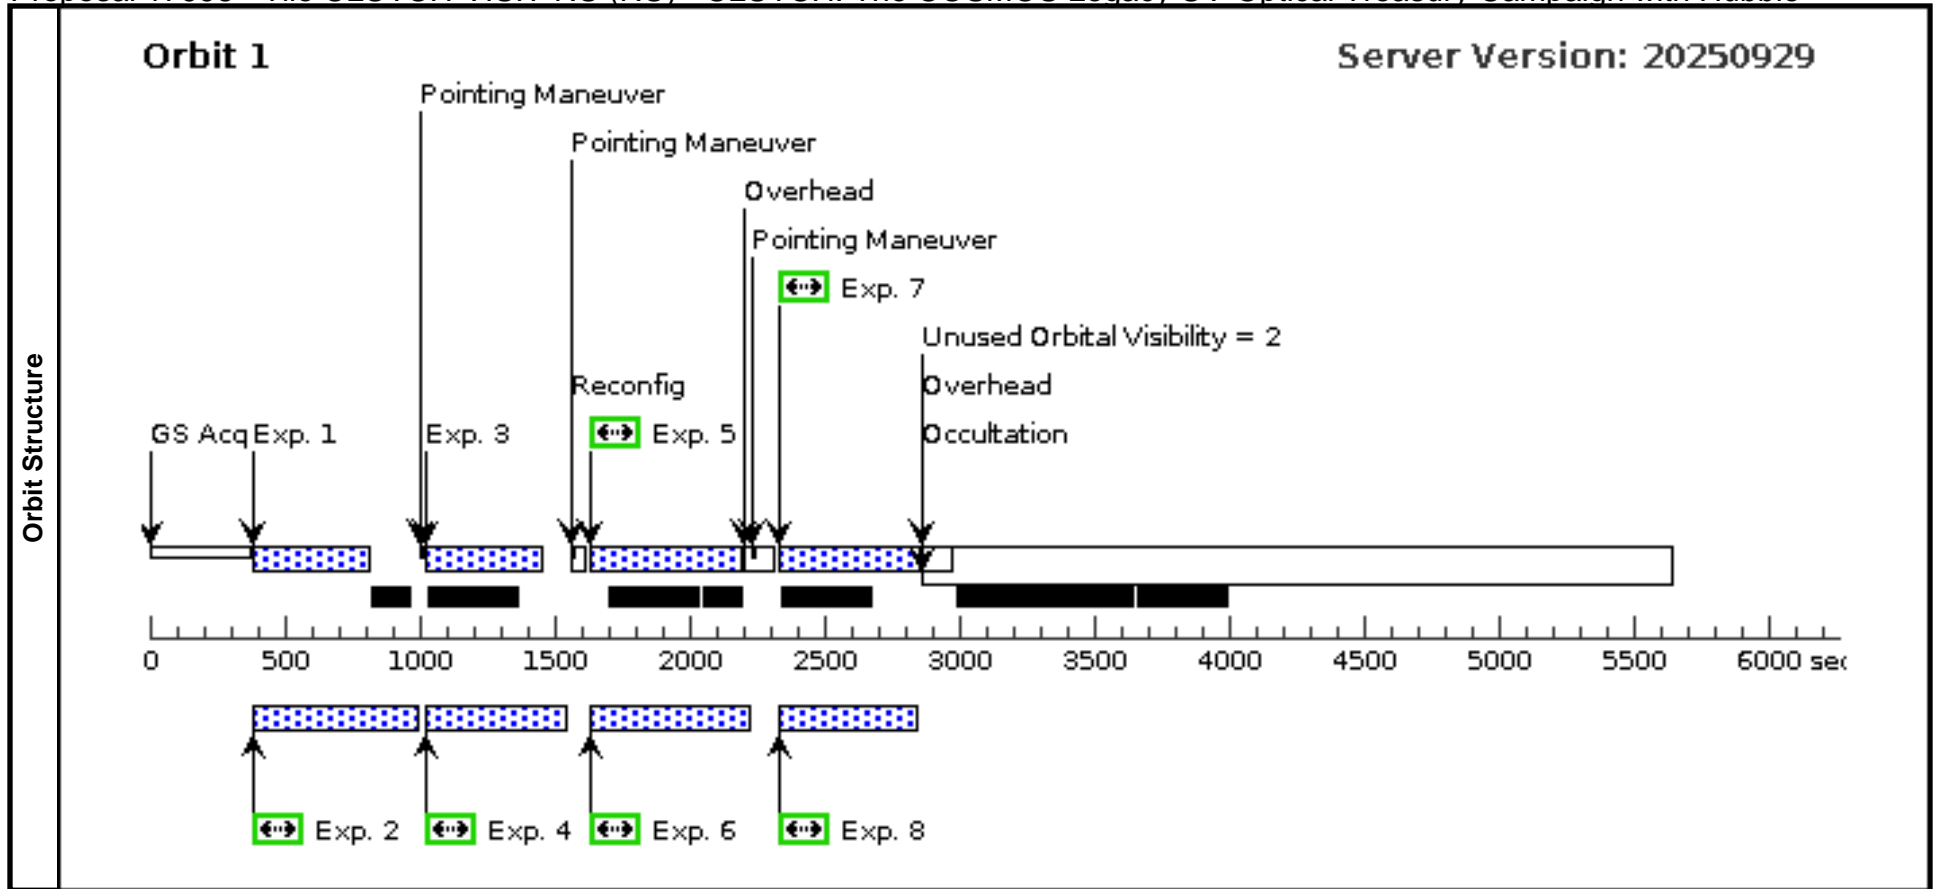 Orbit 1
Server Version: 20250929
Pointing Maneuver
Pointing Maneuver
Overhead
Pointing Maneuver
Exp. 7
Unused Orbital Visibility = 2
Reconfig
Overhead
GS Acq
Exp. 1
Exp. 3
Exp. 5
Occultation
Orbit Structure
0 500 1000 1500 2000 2500 3000 3500 4000 4500 5000 5500 6000 sec
Exp. 2
Exp. 4
Exp. 6
Exp. 8